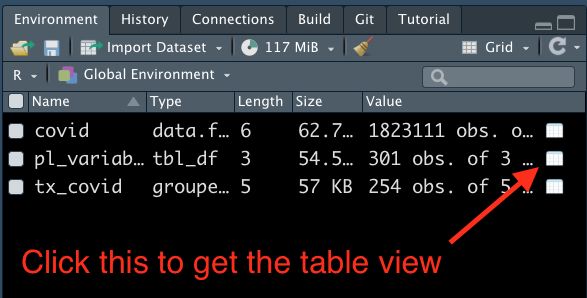 Environment History Connections Build Git Tutorial
Import Dataset 117 MiB Grid
R Global Environment
Name Type Length Size Value
covid data.f… 6 62.7… 1823111 obs. o…
pl_variab… tbl_df 3 54.5… 301 obs. of 3 …
tx_covid groupe… 5 57 KB 254 obs. of 5 …
Click this to get the table view